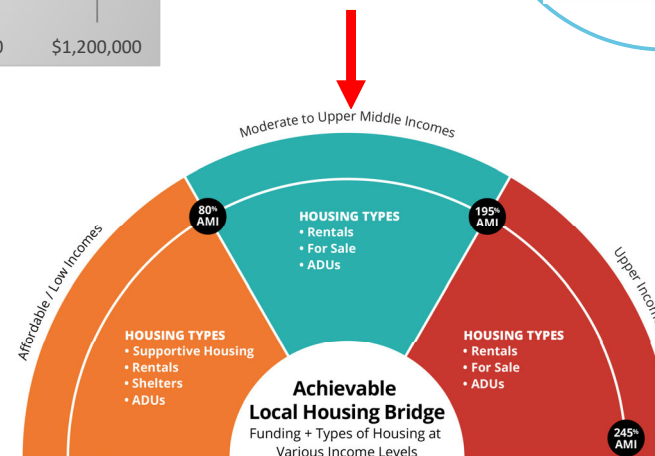 $1,200,000
Moderate to Upper Middle Incomes
Affordable / Low Incomes
80% AMI
195% AMI
HOUSING TYPES
• Rentals
• For Sale
• ADUs
HOUSING TYPES
• Supportive Housing
• Rentals
• Shelters
• ADUs
HOUSING TYPES
• Rentals
• For Sale
• ADUs
Upper
245% AMI
Achievable
Local Housing Bridge
Funding + Types of Housing at
Various Income Levels